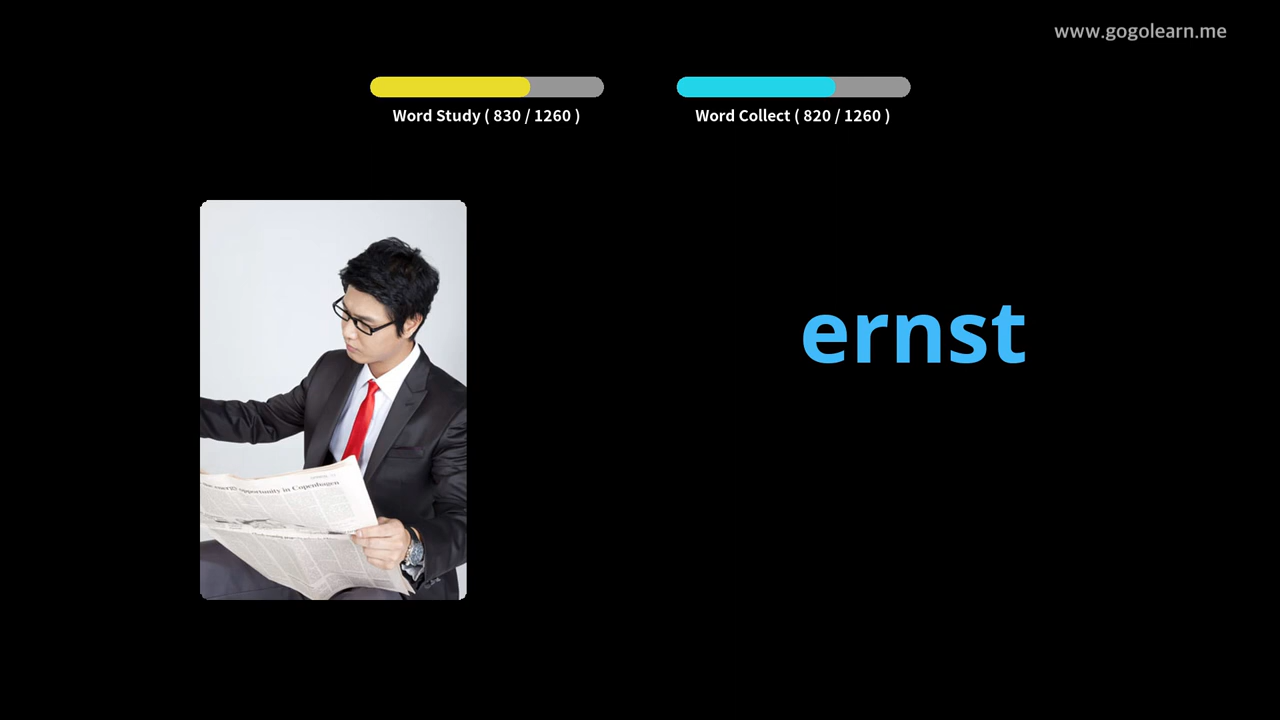 www.gogolearn.me
Word Study ( 830 / 1260 )
Word Collect ( 820 / 1260 )
ernst
opportunity in Copenhagen